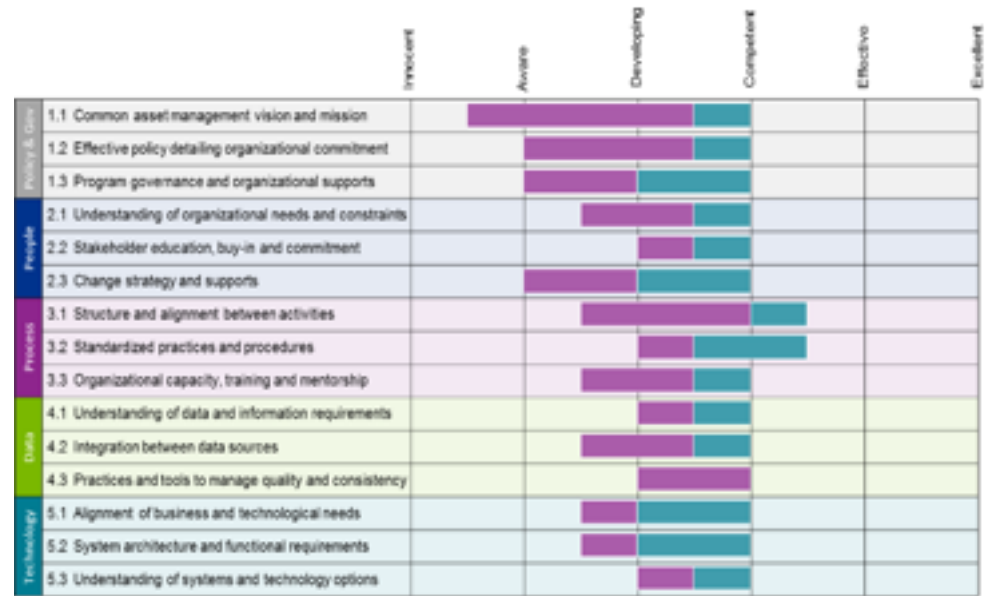 Innocent
Aware
Developing
Competent
Effective
Excellent
Policy & Gov
1.1 Common asset management vision and mission
1.2 Effective policy detailing organizational commitment
1.3 Program governance and organizational supports
People
2.1 Understanding of organizational needs and constraints
2.2 Stakeholder education, buy-in and commitment
2.3 Change strategy and supports
Process
3.1 Structure and alignment between activities
3.2 Standardized practices and procedures
3.3 Organizational capacity, training and mentorship
Data
4.1 Understanding of data and information requirements
4.2 Integration between data sources
4.3 Practices and tools to manage quality and consistency
Technology
5.1 Alignment of business and technological needs
5.2 System architecture and functional requirements
5.3 Understanding of systems and technology options